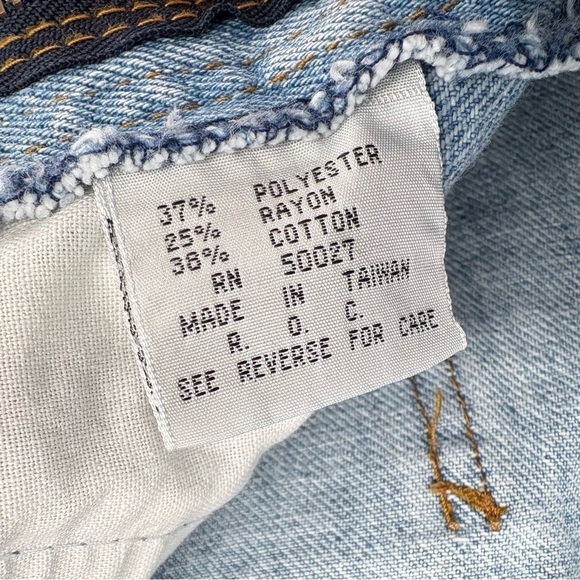 37% POLYESTER
25% RAYON
38% COTTON
RN 50027
MADE IN TAIWAN
R. O. C.
SEE REVERSE FOR CARE